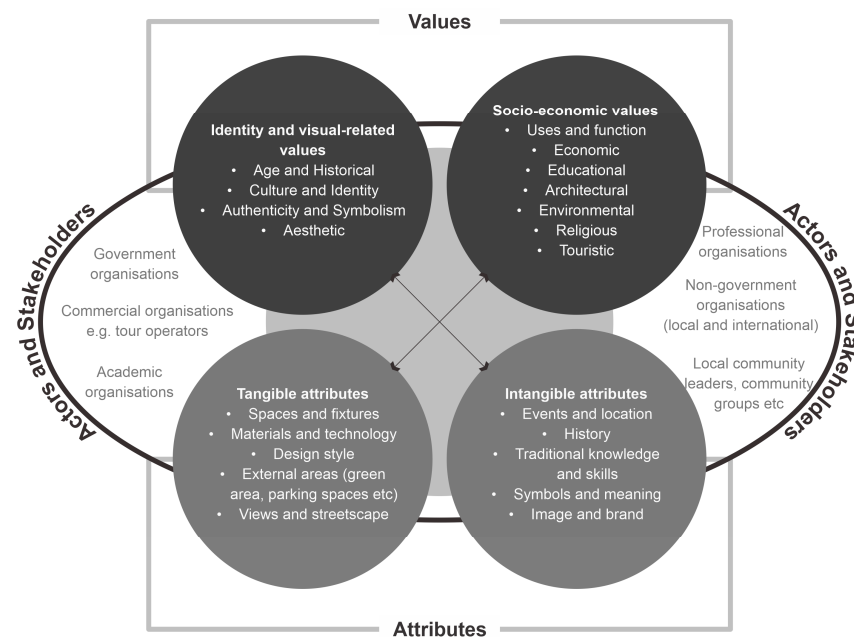 Values
Identity and visual-related
values
• Age and Historical
• Culture and Identity
• Authenticity and Symbolism
• Aesthetic
Socio-economic values
• Uses and function
• Economic
• Educational
• Architectural
• Environmental
• Religious
• Touristic
Actors and Stakeholders
Government
organisations
Commercial organisations
e.g. tour operators
Academic
organisations
Actors and Stakeholders
Professional
organisations
Non-government
organisations
(local and international)
Local community
leaders, community
groups etc
Tangible attributes
• Spaces and fixtures
• Materials and technology
• Design style
• External areas (green
area, parking spaces etc)
• Views and streetscape
Intangible attributes
• Events and location
• History
• Traditional knowledge
and skills
• Symbols and meaning
• Image and brand
Attributes